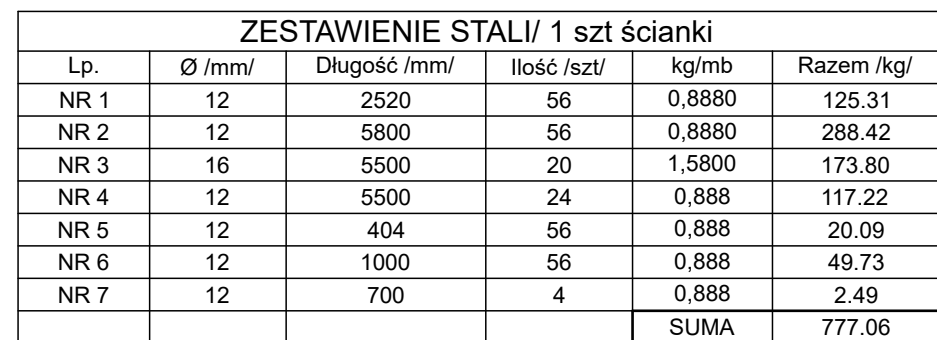 ZESTAWIENIE STALI/ 1 szt ścianki
Lp. Ø /mm/ Długość /mm/ Ilość /szt/ kg/mb Razem /kg/
NR 1 12 2520 56 0,8880 125.31
NR 2 12 5800 56 0,8880 288.42
NR 3 16 5500 20 1,5800 173.80
NR 4 12 5500 24 0,888 117.22
NR 5 12 404 56 0,888 20.09
NR 6 12 1000 56 0,888 49.73
NR 7 12 700 4 0,888 2.49
SUMA 777.06